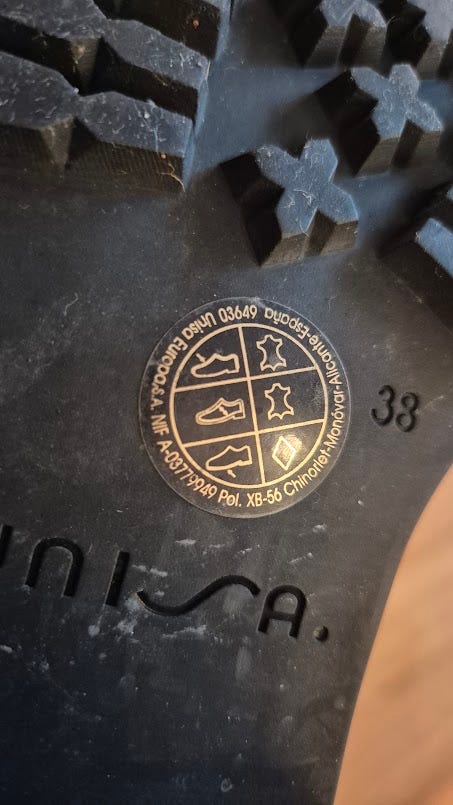 Unisa Europa,s.a. NIF A-03779949 Pol. XB-56 Chinorlet-Monóvar-Alicante-España 03649
38
UNISA.